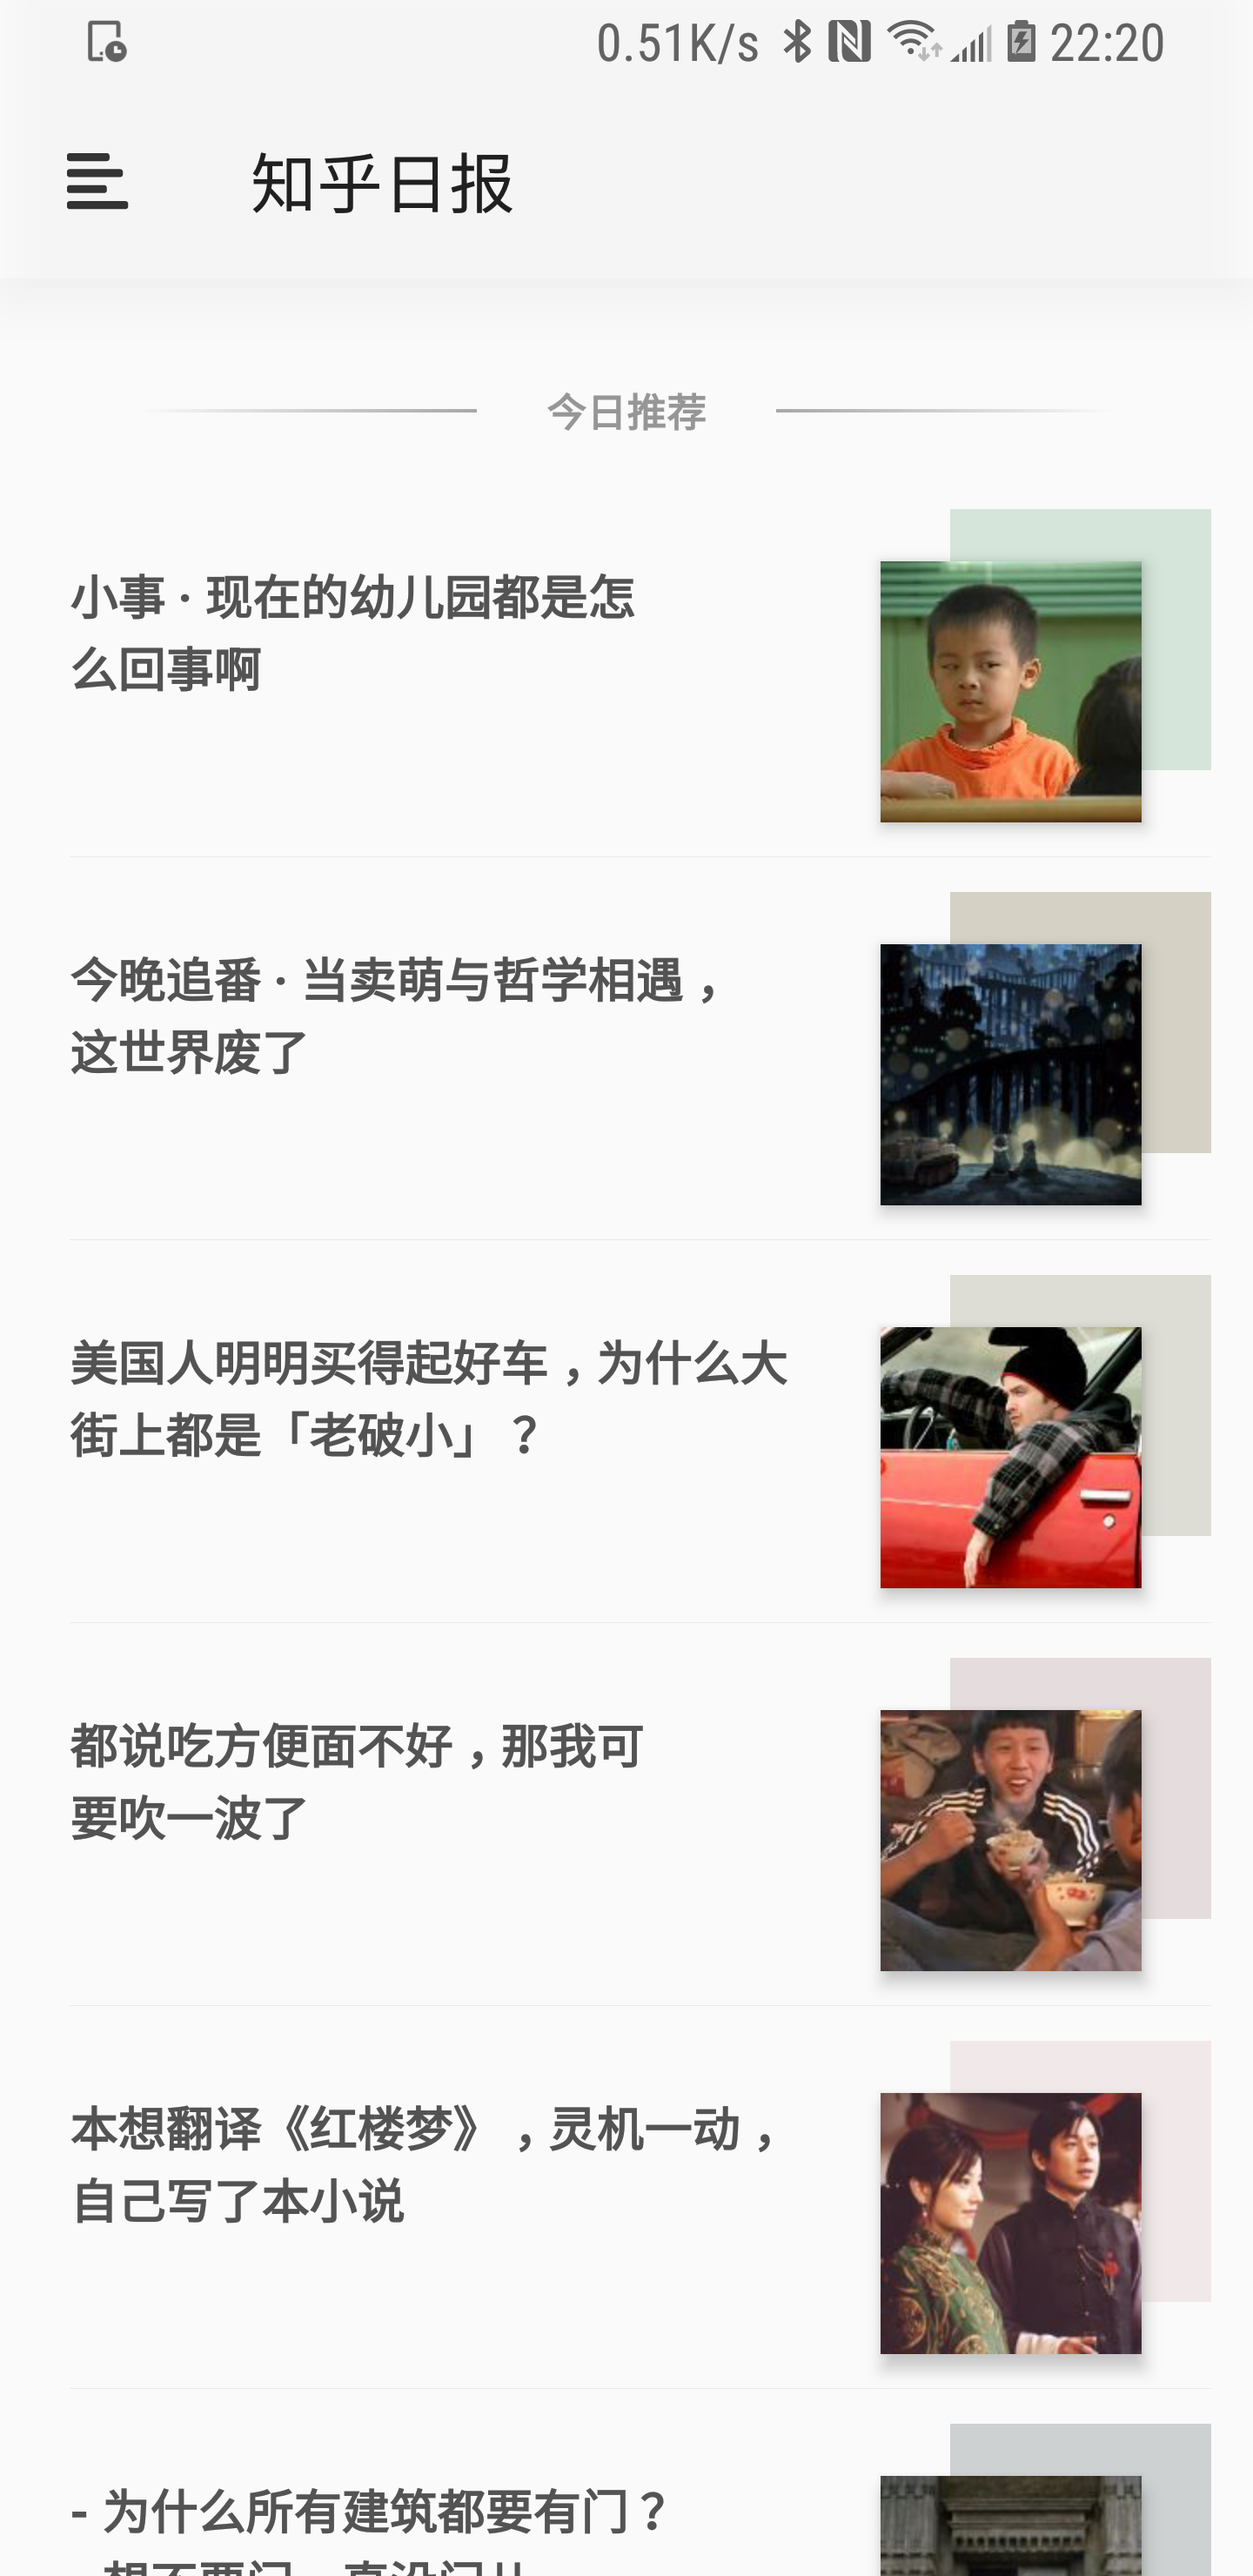 0.51K/s 22:20
知乎日报
今日推荐
小事 · 现在的幼儿园都是怎
么回事啊
今晚追番 · 当卖萌与哲学相遇，
这世界废了
美国人明明买得起好车，为什么大
街上都是「老破小」？
都说吃方便面不好，那我可
要吹一波了
本想翻译《红楼梦》，灵机一动，
自己写了本小说
- 为什么所有建筑都要有门？